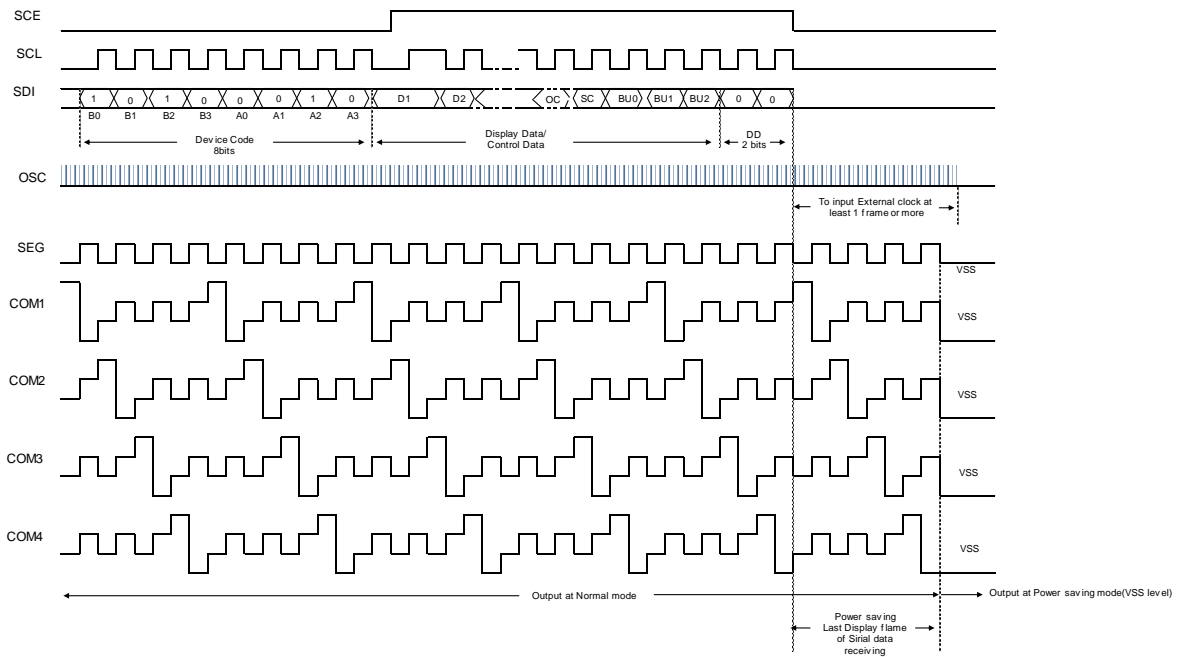 SCE
SCL
SDI
1 0 1 0 0 0 1 0 D1 D2 OC SC BU0 BU1 BU2 0 0
B0 B1 B2 B3 A0 A1 A2 A3
Device Code
8bits
Display Data/
Control Data
DD
2 bits
OSC
To input External clock at
least 1 frame or more
SEG
VSS
COM1
VSS
COM2
VSS
COM3
VSS
COM4
VSS
Output at Normal mode
Output at Power saving mode(VSS level)
Power saving
Last Display flame
of Sirial data
receiving